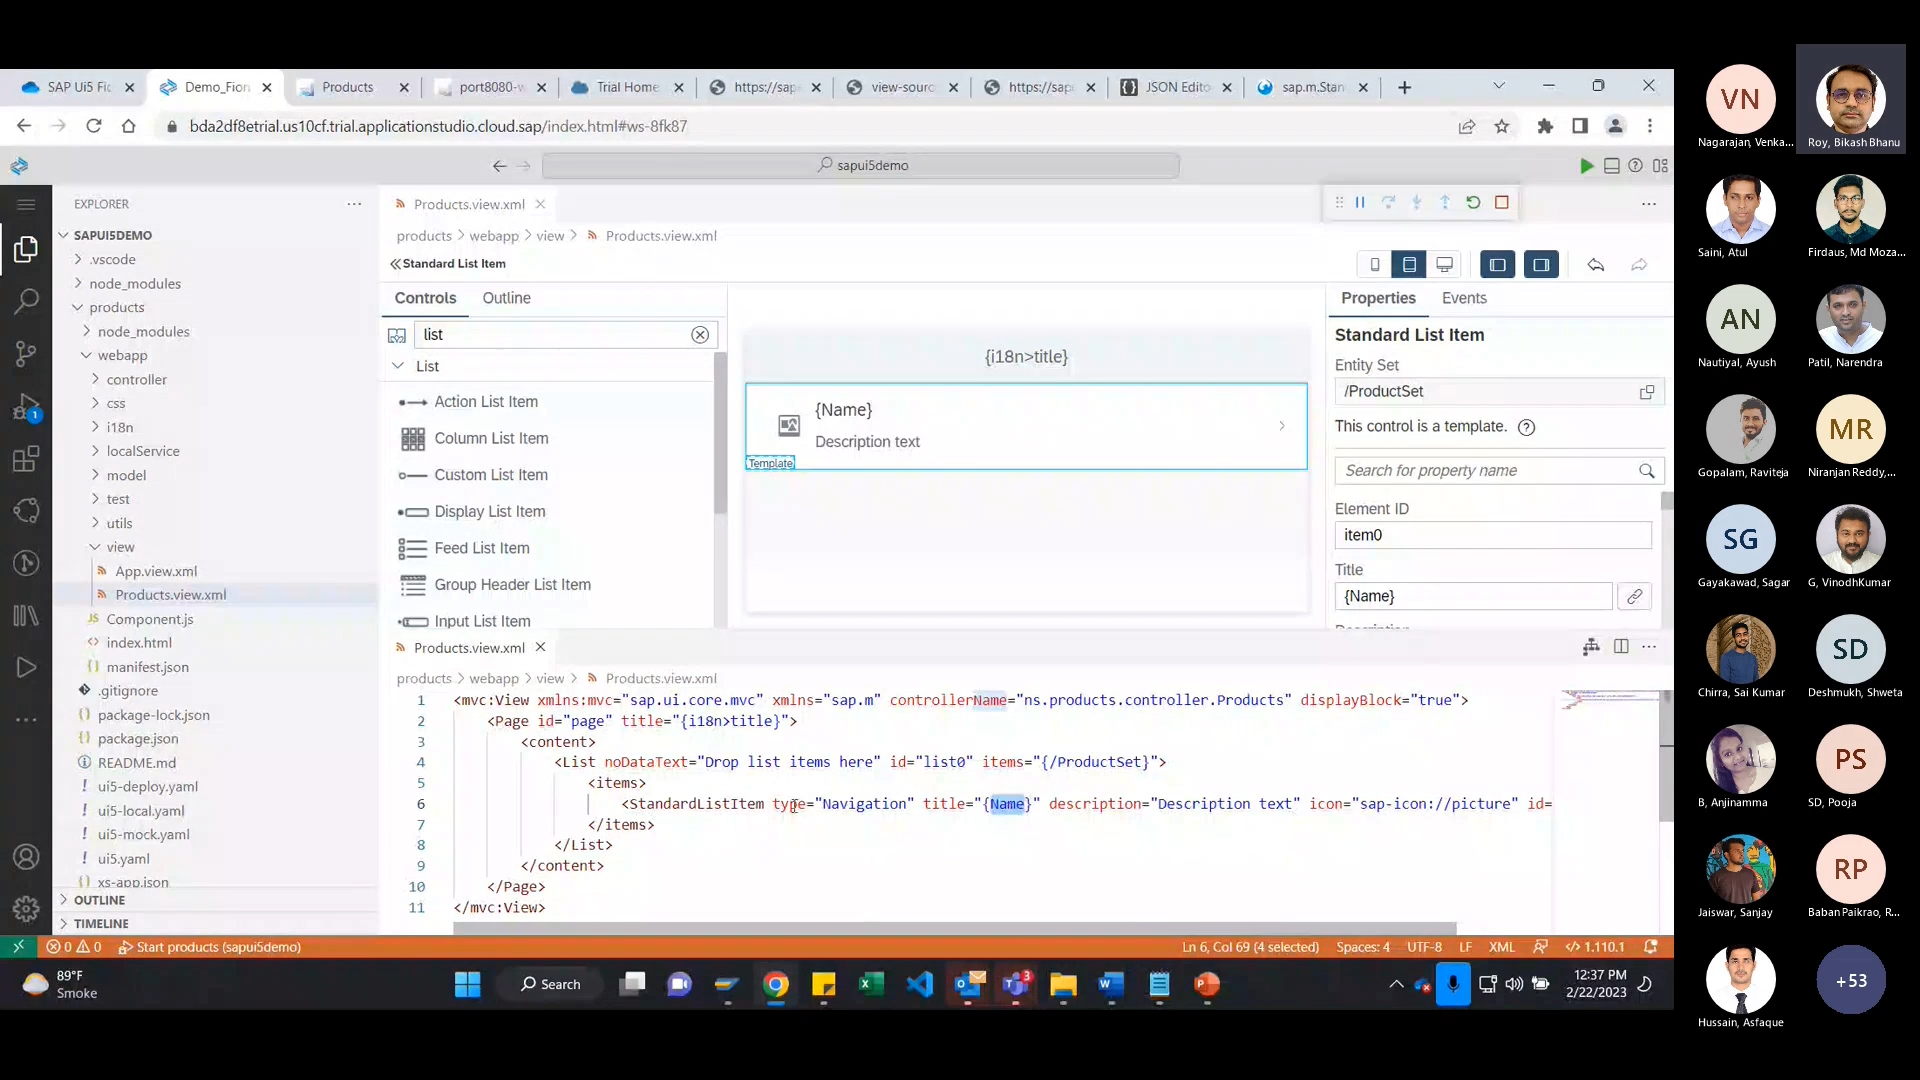 SAP Ui5 Fic
Demo_Fion
Products
port8080-w
Trial Home
https://sap
view-sourc
https://sap
JSON Edito
sap.m.Stan
bda2df8etrial.us10cf.trial.applicationstudio.cloud.sap/index.html#ws-8fk87
sapui5demo
EXPLORER
SAPUI5DEMO
.vscode
node_modules
products
node_modules
webapp
controller
css
i18n
localService
model
test
utils
view
App.view.xml
Products.view.xml
JS Component.js
<> index.html
{} manifest.json
.gitignore
{} package-lock.json
{} package.json
README.md
! ui5-deploy.yaml
! ui5-local.yaml
! ui5-mock.yaml
! ui5.yaml
{} xs-app.json
OUTLINE
TIMELINE
1
Products.view.xml
products > webapp > view > Products.view.xml
Standard List Item
Controls
Outline
list
List
Action List Item
Column List Item
Custom List Item
Display List Item
Feed List Item
Group Header List Item
Input List Item
{i18n>title}
{Name}
Description text
Template
Properties
Events
Standard List Item
Entity Set
/ProductSet
This control is a template.
Search for property name
Element ID
item0
Title
{Name}
Products.view.xml
products > webapp > view > Products.view.xml
1 <mvc:View xmlns:mvc="sap.ui.core.mvc" xmlns="sap.m" controllerName="ns.products.controller.Products" displayBlock="true">
2 <Page id="page" title="{i18n>title}">
3 <content>
4 <List noDataText="Drop list items here" id="list0" items="{/ProductSet}">
5 <items>
6 <StandardListItem type="Navigation" title="{Name}" description="Description text" icon="sap-icon://picture" id=
7 </items>
8 </List>
9 </content>
10 </Page>
11 </mvc:View>
0 0
Start products (sapui5demo)
Ln 6, Col 69 (4 selected)
Spaces: 4
UTF-8
LF
XML
</> 1.110.1
89°F
Smoke
Search
3
12:37 PM
2/22/2023
VN
Nagarajan, Venka...
Roy, Bikash Bhanu
Saini, Atul
Firdaus, Md Moza...
AN
Nautiyal, Ayush
Patil, Narendra
Gopalam, Raviteja
MR
Niranjan Reddy,...
SG
Gayakawad, Sagar
G, VinodhKumar
Chirra, Sai Kumar
SD
Deshmukh, Shweta
B, Anjinamma
PS
SD, Pooja
Jaiswar, Sanjay
RP
Baban Paikrao, R...
Hussain, Asfaque
+53